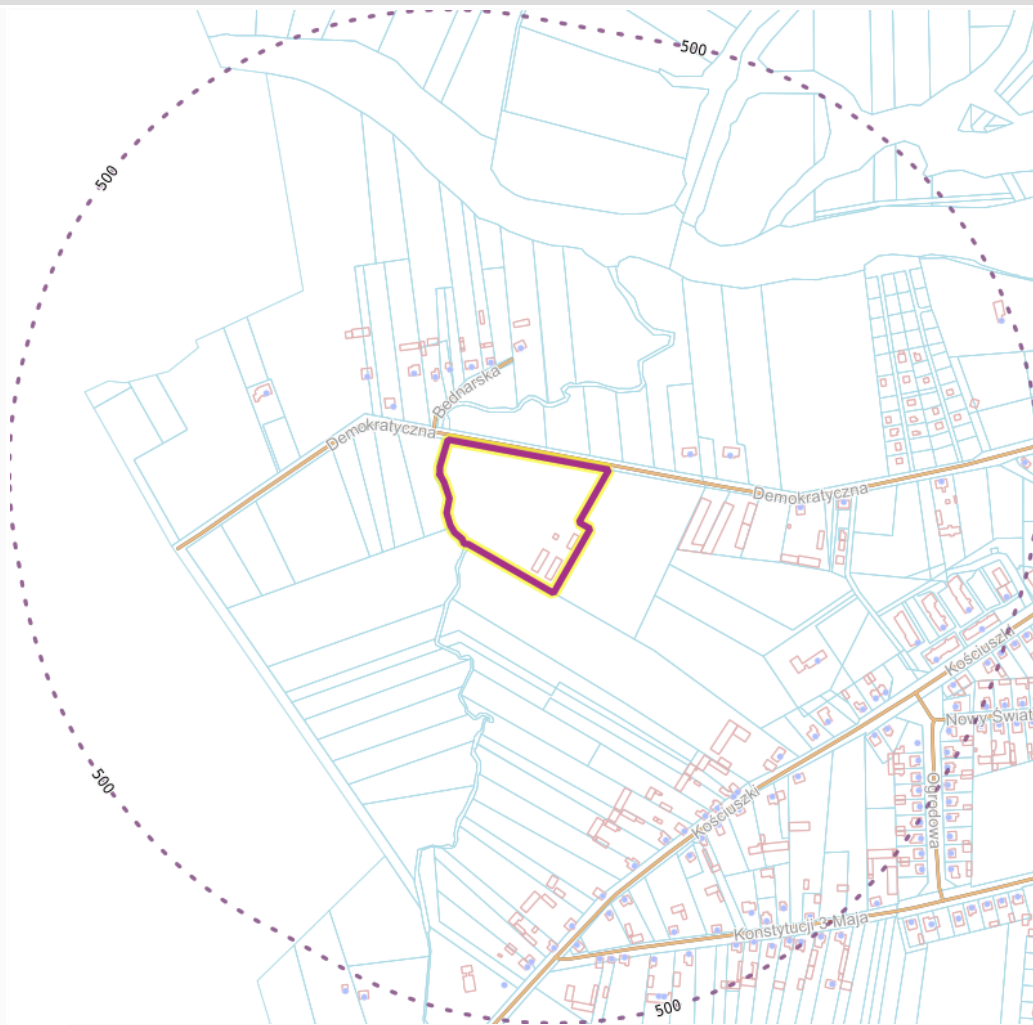 500
500
Bednarska
Demokratyczna
Demokratyczna
Kościuszki
Nowy Świat
Ogrodowa
500
Kościuszki
Konstytucji 3 Maja
500